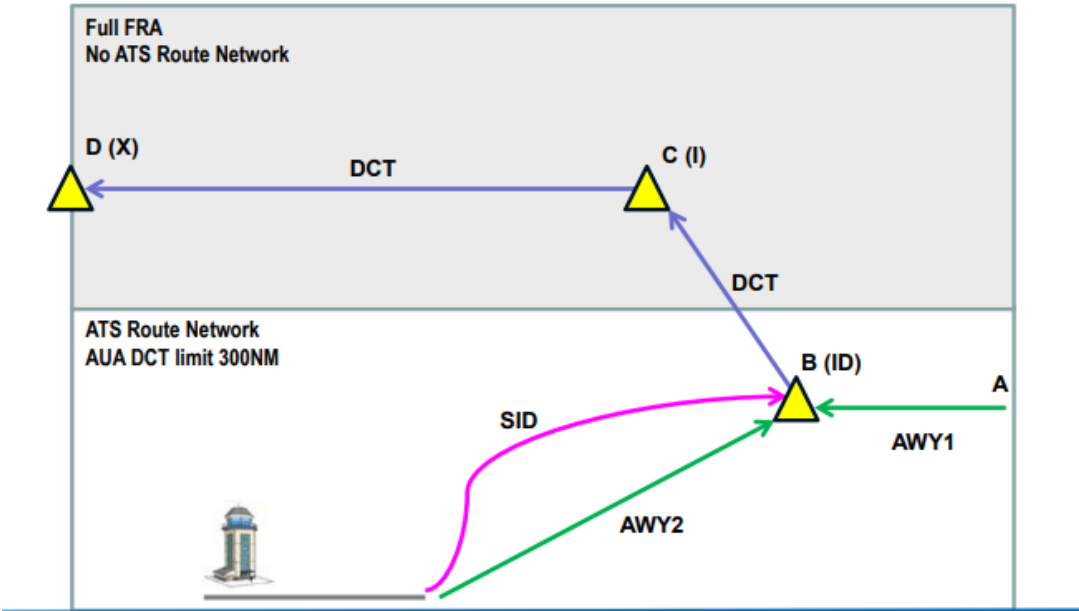 Full FRA
No ATS Route Network
D (X)
DCT
C (I)
DCT
ATS Route Network
AUA DCT limit 300NM
B (ID)
A
SID
AWY1
AWY2